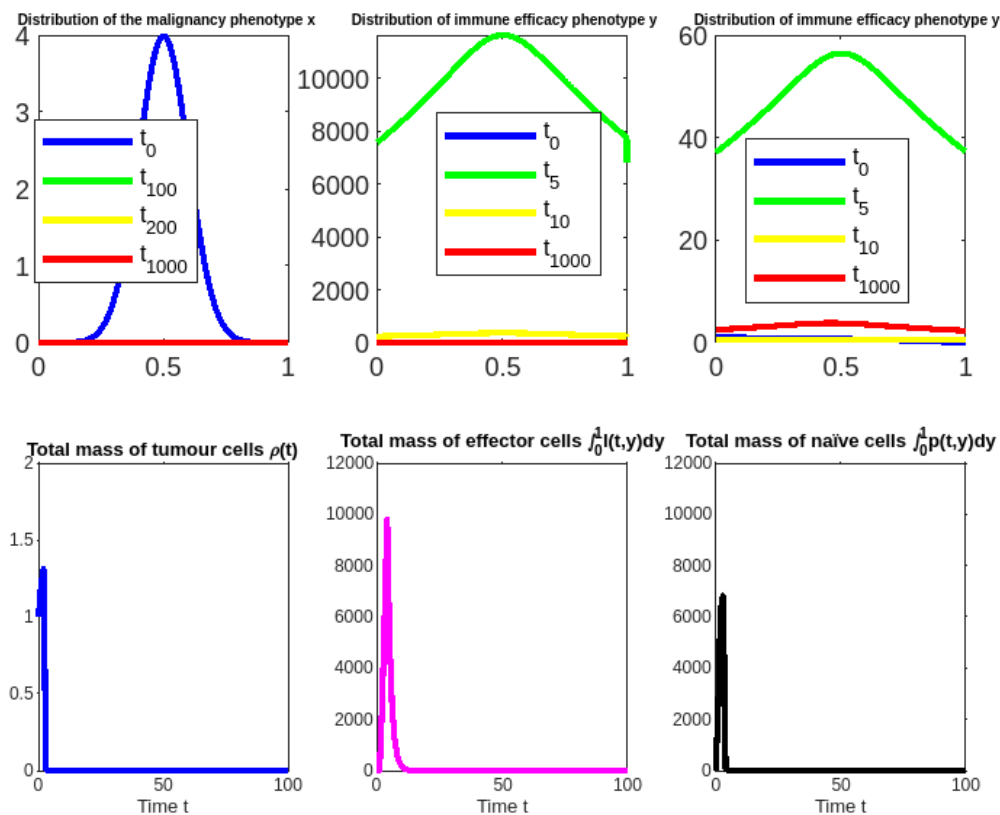 Distribution of the malignancy phenotype x
4
3
2
1
0
0
0.5
1
t0
t100
t200
t1000
Distribution of immune efficacy phenotype y
10000
8000
6000
4000
2000
0
0
0.5
1
t0
t5
t10
t1000
Distribution of immune efficacy phenotype y
60
40
20
0
0
0.5
1
t0
t5
t10
t1000
Total mass of tumour cells ρ(t)
2
1.5
1
0.5
0
0
50
100
Time t
Total mass of effector cells ∫₀¹l(t,y)dy
12000
10000
8000
6000
4000
2000
0
0
50
100
Time t
Total mass of naïve cells ∫₀¹p(t,y)dy
12000
10000
8000
6000
4000
2000
0
0
50
100
Time t